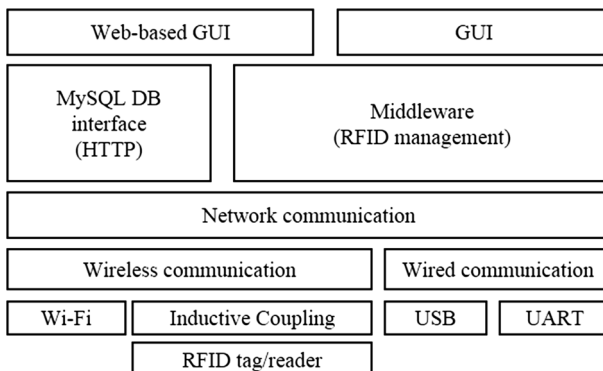 Web-based GUI
GUI
MySQL DB
interface
(HTTP)
Middleware
(RFID management)
Network communication
Wireless communication
Wired communication
Wi-Fi
Inductive Coupling
USB
UART
RFID tag/reader